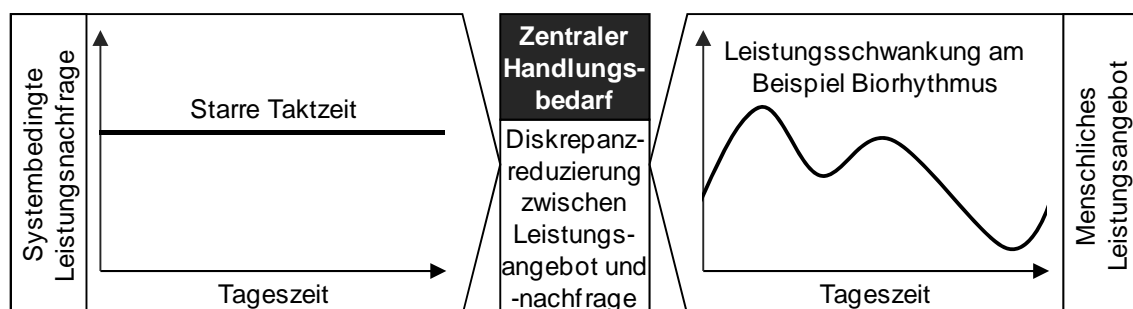 Systembedingte
Leistungsnachfrage
Starre Taktzeit
Tageszeit
Zentraler
Handlungs-
bedarf
Diskrepanz-
reduzierung
zwischen
Leistungs-
angebot und
-nachfrage
Leistungsschwankung am
Beispiel Biorhythmus
Tageszeit
Menschliches
Leistungsangebot